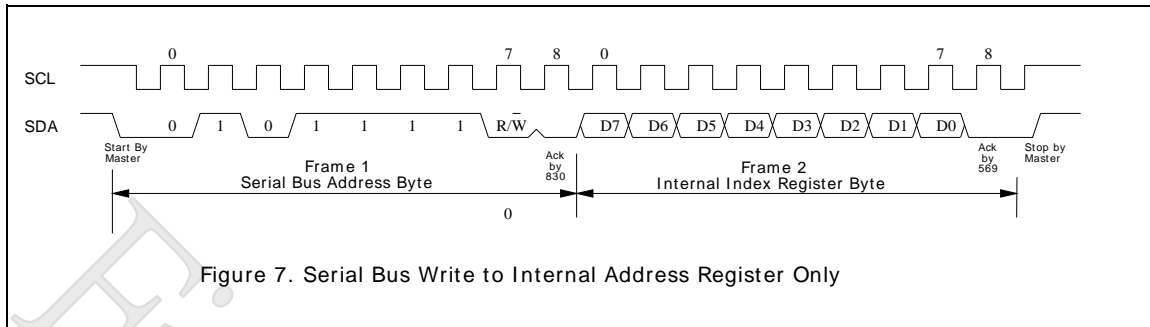 0 7 8 0 7 8
SCL
SDA 0 1 0 1 1 1 1 R/W̅ D7 D6 D5 D4 D3 D2 D1 D0
Start By
Master
Ack
by
830
Ack
by
569
Stop by
Master
Frame 1
Serial Bus Address Byte
Frame 2
Internal Index Register Byte
0
Figure 7. Serial Bus Write to Internal Address Register Only